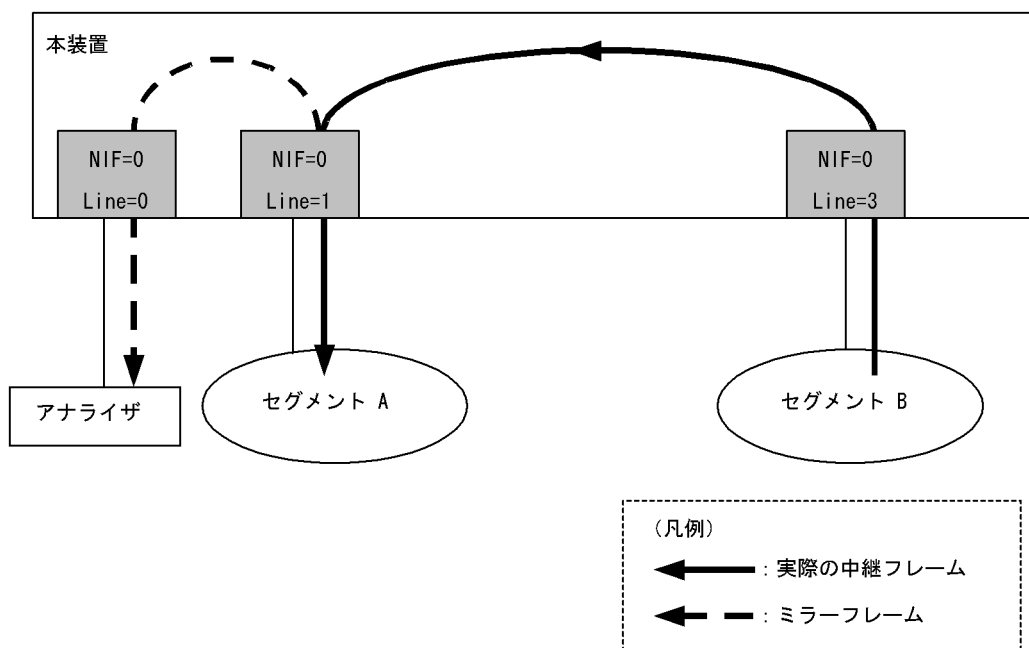 本装置
NIF=0
Line=0
NIF=0
Line=1
NIF=0
Line=3
アナライザ
セグメント A
セグメント B
(凡例)
: 実際の中継フレーム
: ミラーフレーム